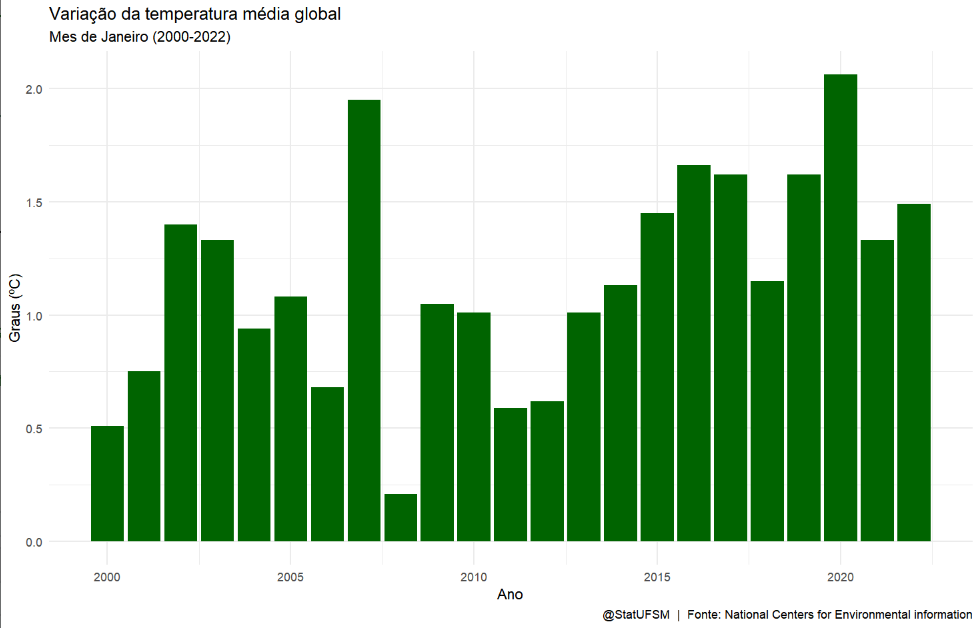 Variação da temperatura média global
Mes de Janeiro (2000-2022)
Graus (ºC)
2.0
1.5
1.0
0.5
0.0
2000 2005 2010 2015 2020
Ano
@StatUFSM | Fonte: National Centers for Environmental information